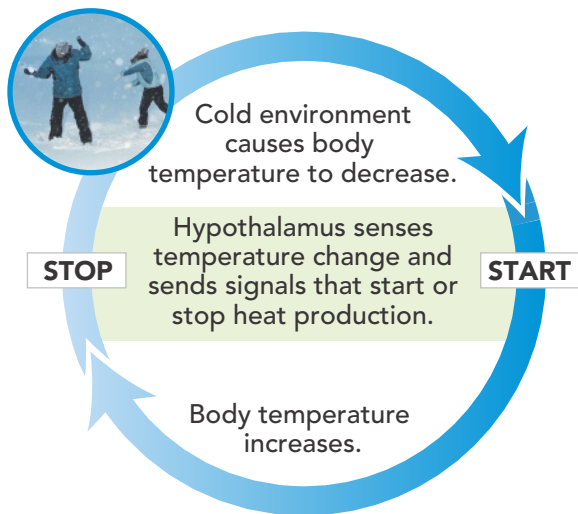 Cold environment
causes body
temperature to decrease.
Hypothalamus senses
temperature change and
sends signals that start or
stop heat production.
STOP
START
Body temperature
increases.